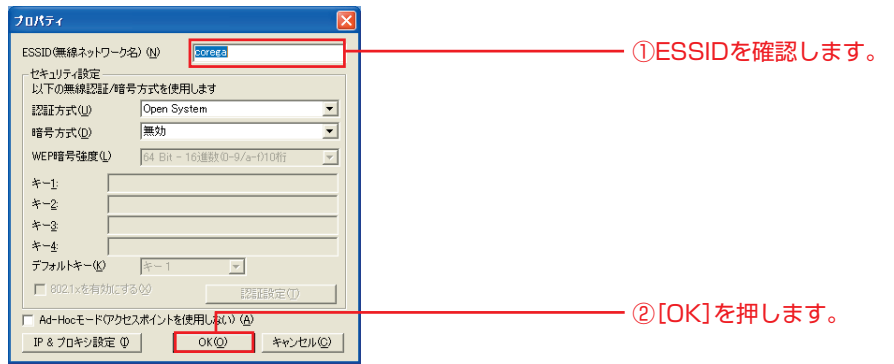 プロパティ
ESSID(無線ネットワーク名) (N) corega
①ESSIDを確認します。
セキュリティ設定
以下の無線認証/暗号方式を使用します
認証方式(U) Open System
暗号方式(D) 無効
WEP暗号強度(L) 64 Bit - 16進数(0-9/a-f)10桁
キー1:
キー2:
キー3:
キー4:
デフォルトキー(K) キー 1
802.1xを有効にする(X) 認証設定(T)
②[OK]を押します。
Ad-Hocモード(アクセスポイントを使用しない) (A)
IP & プロキシ設定 (I) OK(O) キャンセル(C)